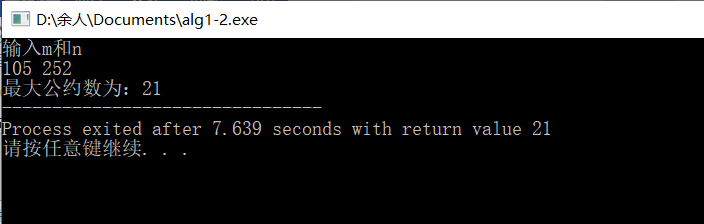 D:\余人\Documents\alg1-2.exe
输入m和n
105 252
最大公约数为：21
--------------------------------
Process exited after 7.639 seconds with return value 21
请按任意键继续. . .